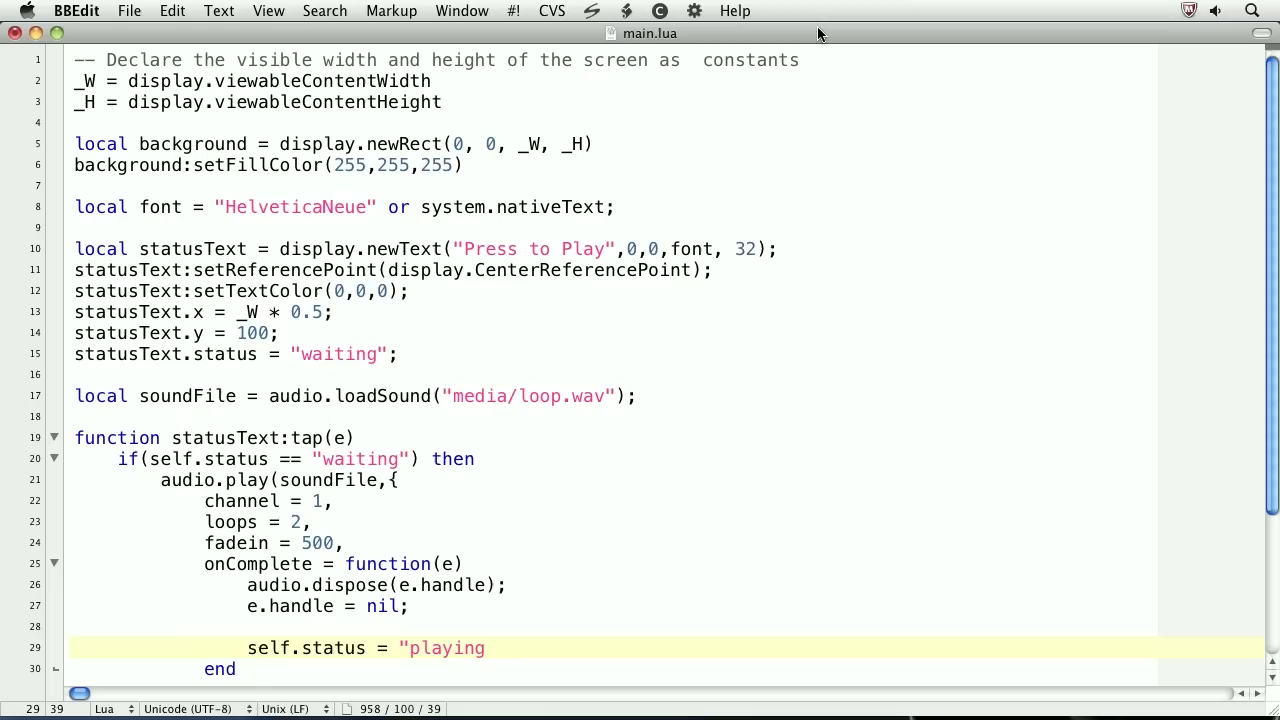 BBEdit File Edit Text View Search Markup Window #! CVS Help
main.lua
1 -- Declare the visible width and height of the screen as  constants
2 _W = display.viewableContentWidth
3 _H = display.viewableContentHeight
4
5 local background = display.newRect(0, 0, _W, _H)
6 background:setFillColor(255,255,255)
7
8 local font = "HelveticaNeue" or system.nativeText;
9
10 local statusText = display.newText("Press to Play",0,0,font, 32);
11 statusText:setReferencePoint(display.CenterReferencePoint);
12 statusText:setTextColor(0,0,0);
13 statusText.x = _W * 0.5;
14 statusText.y = 100;
15 statusText.status = "waiting";
16
17 local soundFile = audio.loadSound("media/loop.wav");
18
19 function statusText:tap(e)
20     if(self.status == "waiting") then
21         audio.play(soundFile,{
22             channel = 1,
23             loops = 2,
24             fadein = 500,
25             onComplete = function(e)
26                 audio.dispose(e.handle);
27                 e.handle = nil;
28
29                 self.status = "playing
30             end
29 39 Lua Unicode (UTF-8) Unix (LF) 958 / 100 / 39